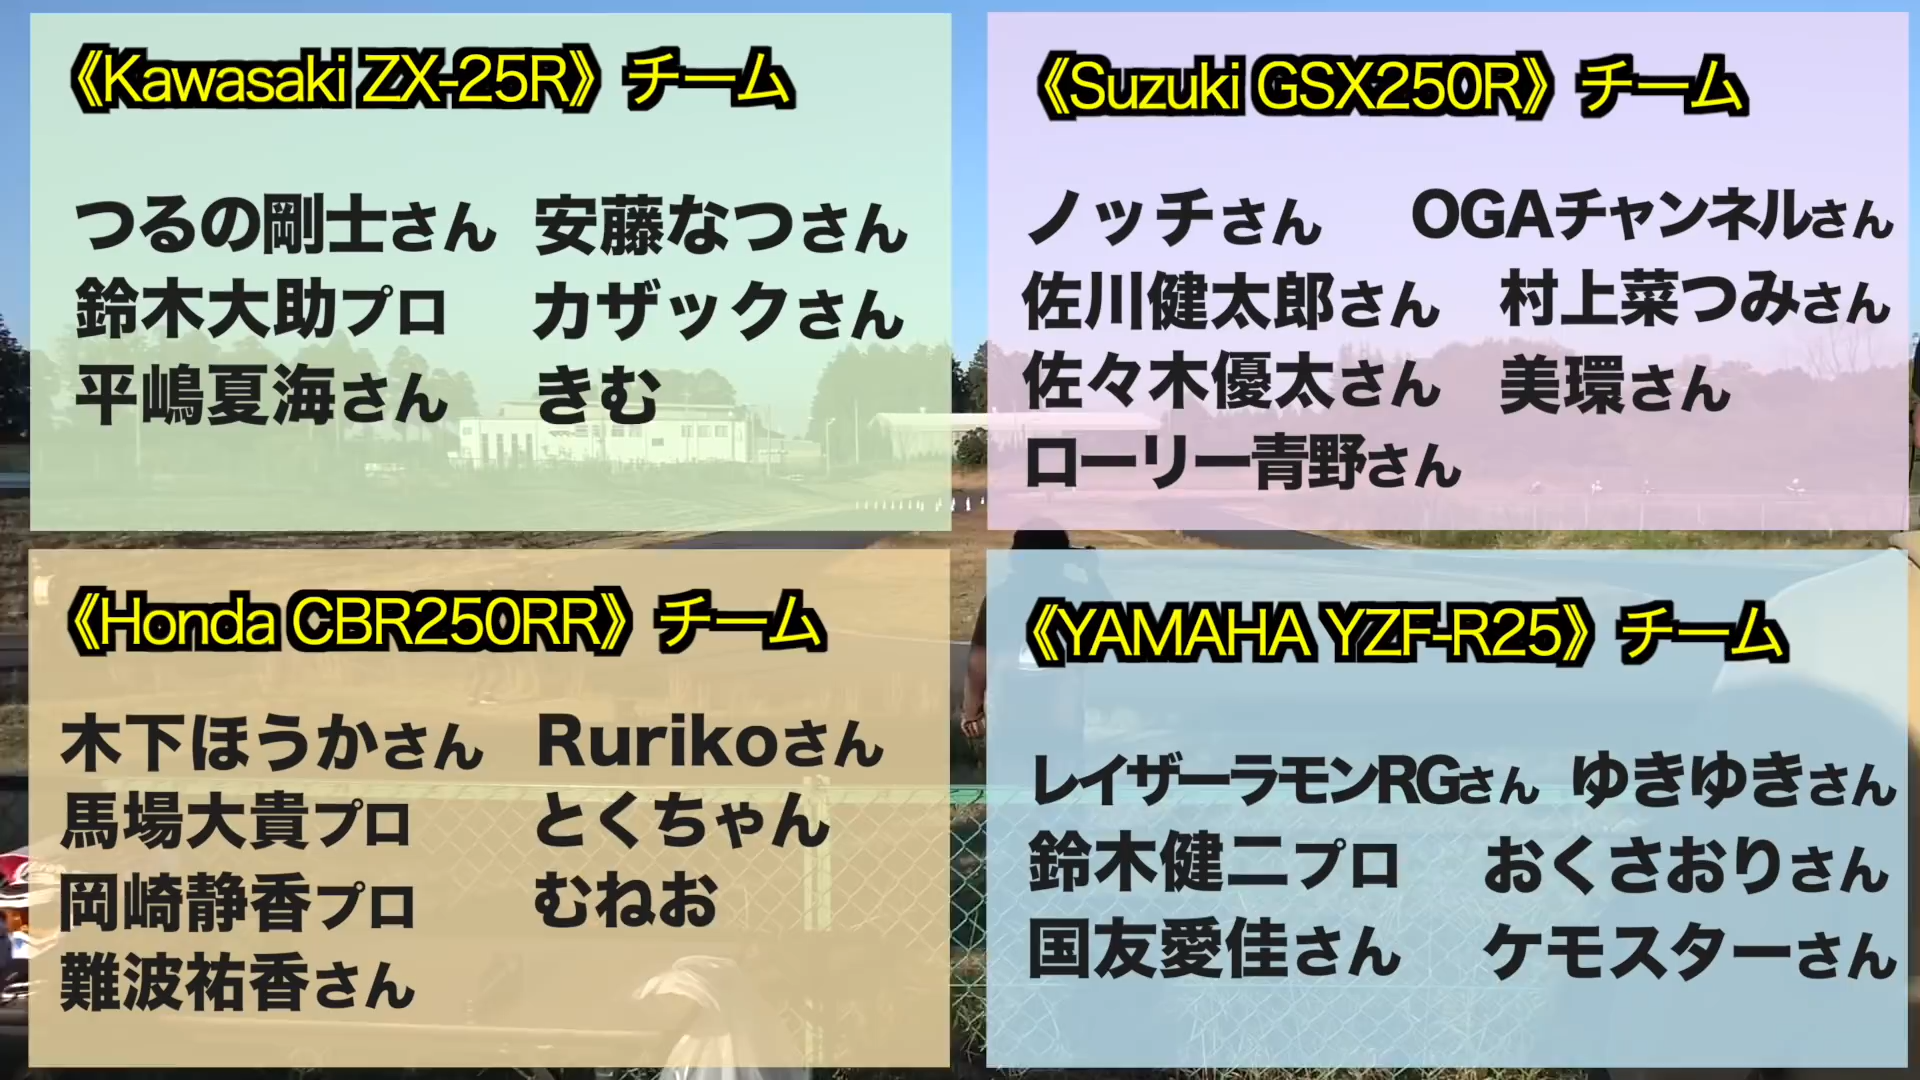 《Kawasaki ZX-25R》チーム
つるの剛士さん 安藤なつさん
鈴木大助プロ カザックさん
平嶋夏海さん きむ
《Suzuki GSX250R》チーム
ノッチさん OGAチャンネルさん
佐川健太郎さん 村上菜つみさん
佐々木優太さん 美環さん
ローリー青野さん
《Honda CBR250RR》チーム
木下ほうかさん Rurikoさん
馬場大貴プロ とくちゃん
岡崎静香プロ むねお
難波祐香さん
《YAMAHA YZF-R25》チーム
レイザーラモンRGさん ゆきゆきさん
鈴木健二プロ おくさおりさん
国友愛佳さん ケモスターさん